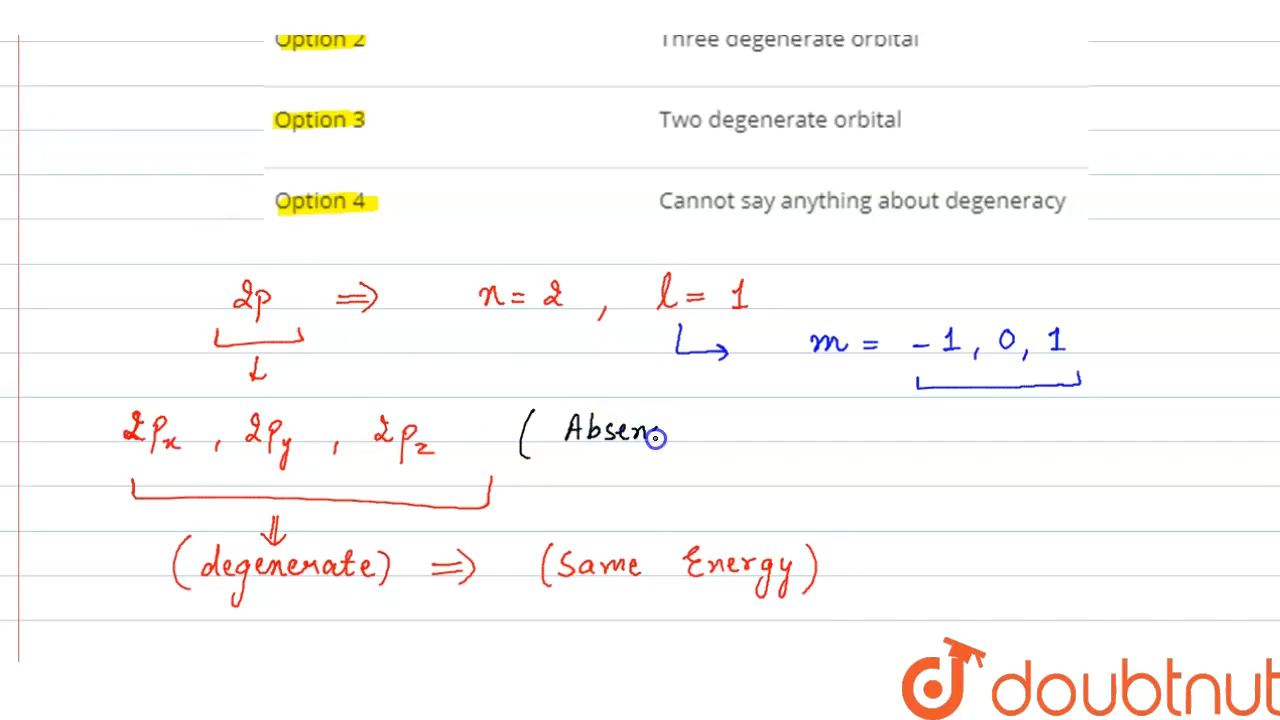 Option 2 Three degenerate orbital
Option 3 Two degenerate orbital
Option 4 Cannot say anything about degeneracy
2p ⇒ n = 2 , l = 1
m = -1, 0, 1
2px , 2py , 2pz ( Absen
(degenerate) ⇒ (Same Energy)
doubtnut